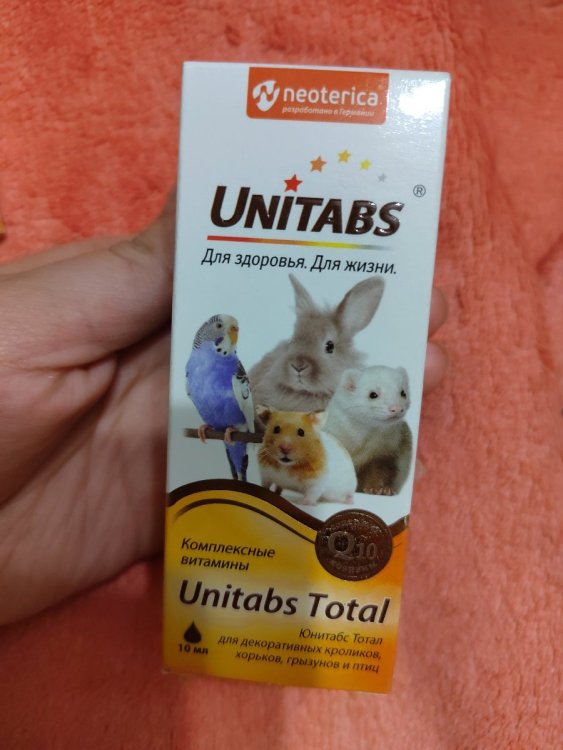 neoterica
разработано в Германии
UNITABS®
Для здоровья. Для жизни.
Q10
Комплексные
витамины
Unitabs Total
Юнитабс Тотал
для декоративных кроликов,
хорьков, грызунов и птиц
10 мл